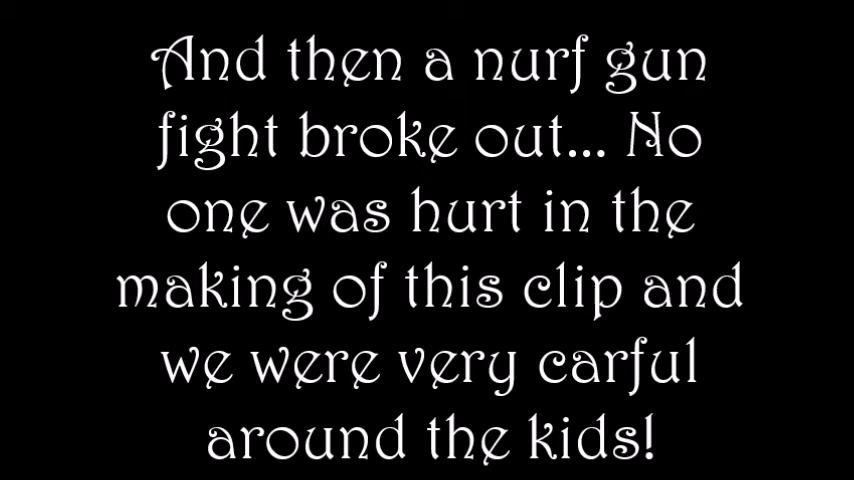 And then a nurf gun
fight broke out... No
one was hurt in the
making of this clip and
we were very carful
around the kids!